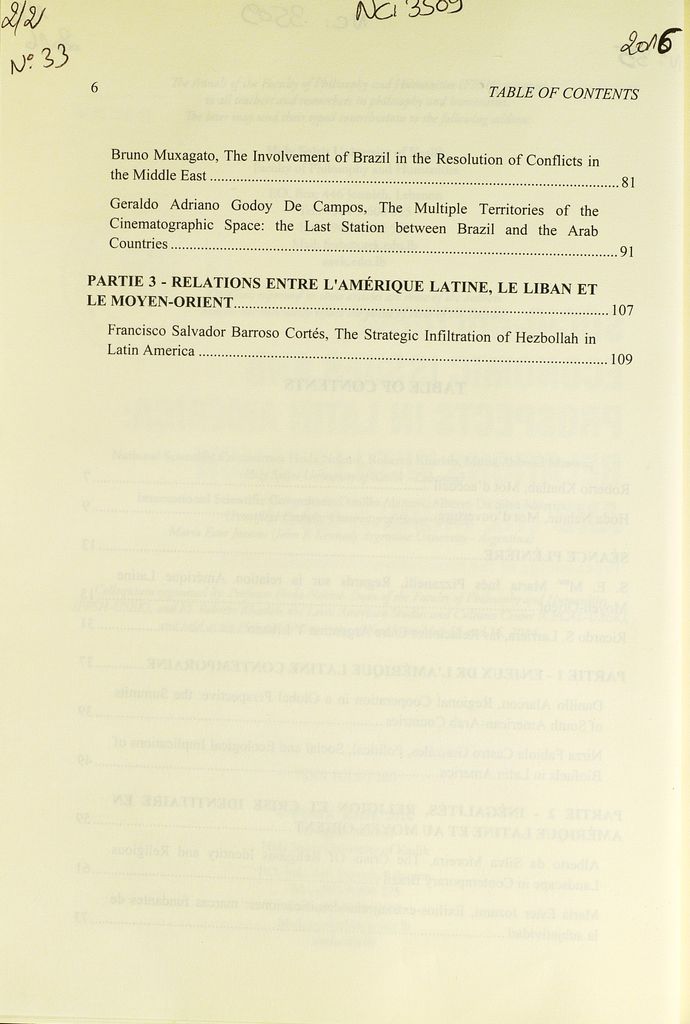 2/2
NCI 3509
2016
N° 33
6
TABLE OF CONTENTS
Bruno Muxagato, The Involvement of Brazil in the Resolution of Conflicts in
the Middle East ........ 81
Geraldo Adriano Godoy De Campos, The Multiple Territories of the
Cinematographic Space: the Last Station between Brazil and the Arab
Countries ........ 91
PARTIE 3 - RELATIONS ENTRE L'AMÉRIQUE LATINE, LE LIBAN ET
LE MOYEN-ORIENT ........ 107
Francisco Salvador Barroso Cortés, The Strategic Infiltration of Hezbollah in
Latin America ........ 109